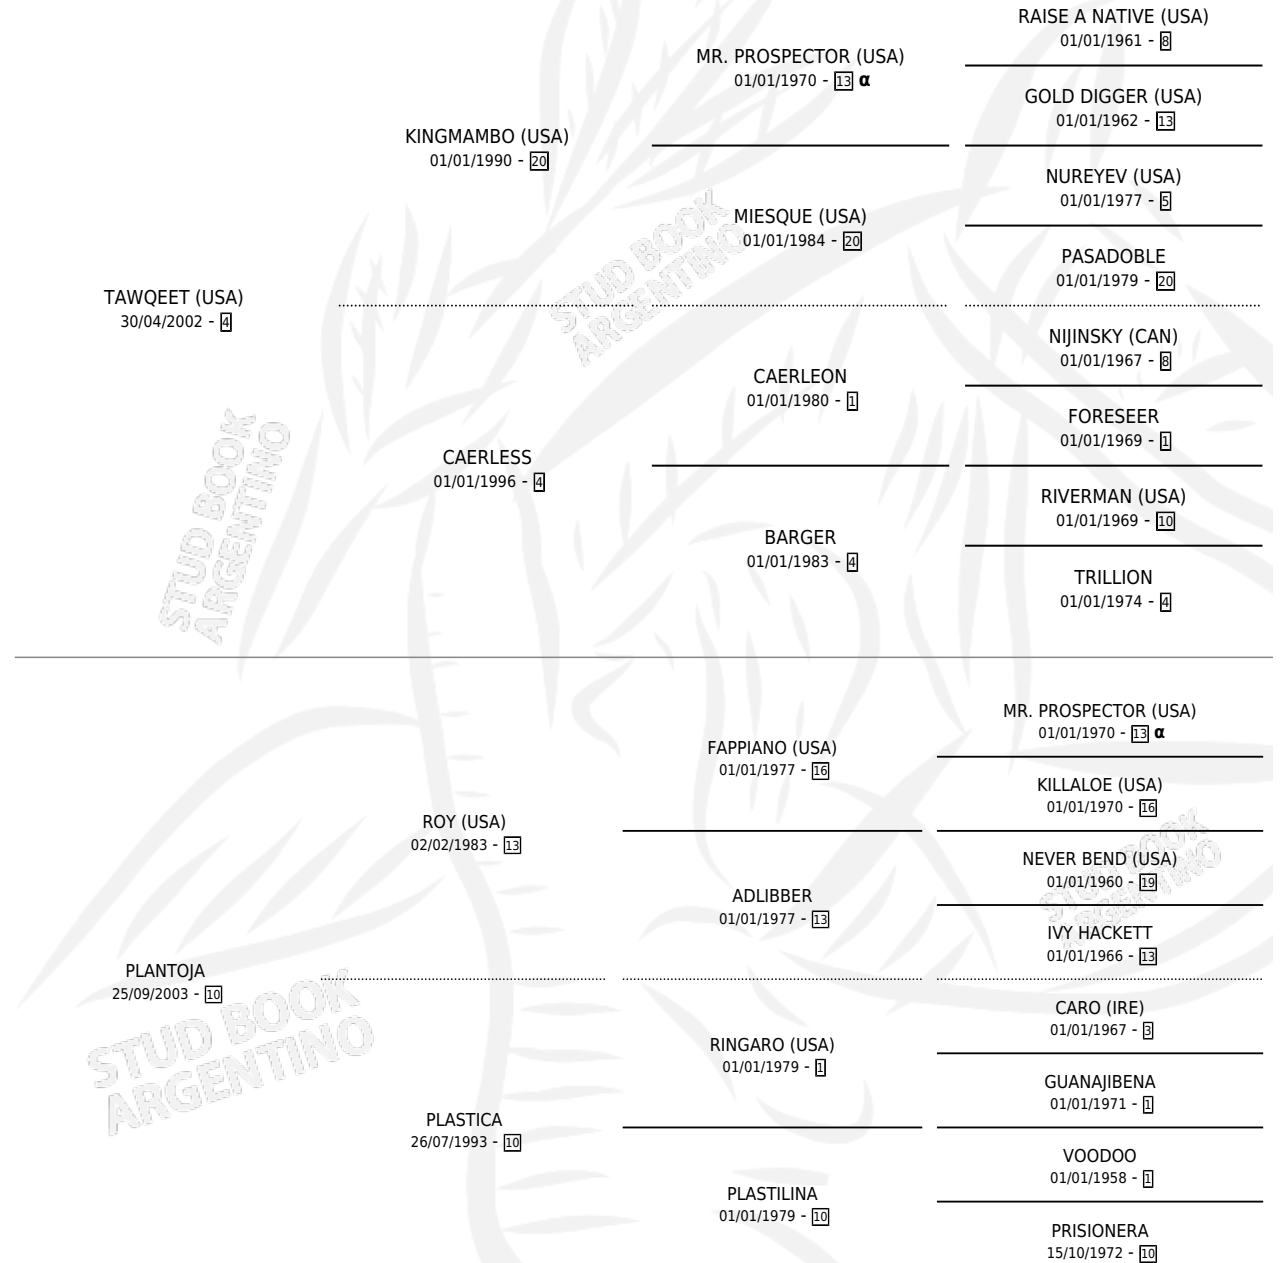 RAISE A NATIVE (USA)
01/01/1961 - 8
MR. PROSPECTOR (USA)
01/01/1970 - 13 α
GOLD DIGGER (USA)
01/01/1962 - 13
KINGMAMBO (USA)
01/01/1990 - 20
NUREYEV (USA)
01/01/1977 - 5
MIESQUE (USA)
01/01/1984 - 20
PASADOBLE
01/01/1979 - 20
TAWQEET (USA)
30/04/2002 - 4
NIJINSKY (CAN)
01/01/1967 - 8
CAERLEON
01/01/1980 - 1
FORESEER
01/01/1969 - 1
CAERLESS
01/01/1996 - 4
RIVERMAN (USA)
01/01/1969 - 10
BARGER
01/01/1983 - 4
TRILLION
01/01/1974 - 4
STUD BOOK
ARGENTINO
STUD BOOK
ARGENTINO
MR. PROSPECTOR (USA)
01/01/1970 - 13 α
FAPPIANO (USA)
01/01/1977 - 16
KILLALOE (USA)
01/01/1970 - 16
ROY (USA)
02/02/1983 - 13
NEVER BEND (USA)
01/01/1960 - 19
ADLIBBER
01/01/1977 - 13
IVY HACKETT
01/01/1966 - 13
PLANTOJA
25/09/2003 - 10
CARO (IRE)
01/01/1967 - 3
RINGARO (USA)
01/01/1979 - 1
GUANAJIBENA
01/01/1971 - 1
PLASTICA
26/07/1993 - 10
VOODOO
01/01/1958 - 1
PLASTILINA
01/01/1979 - 10
PRISIONERA
15/10/1972 - 10
STUD BOOK
ARGENTINO
STUD BOOK
ARGENTINO